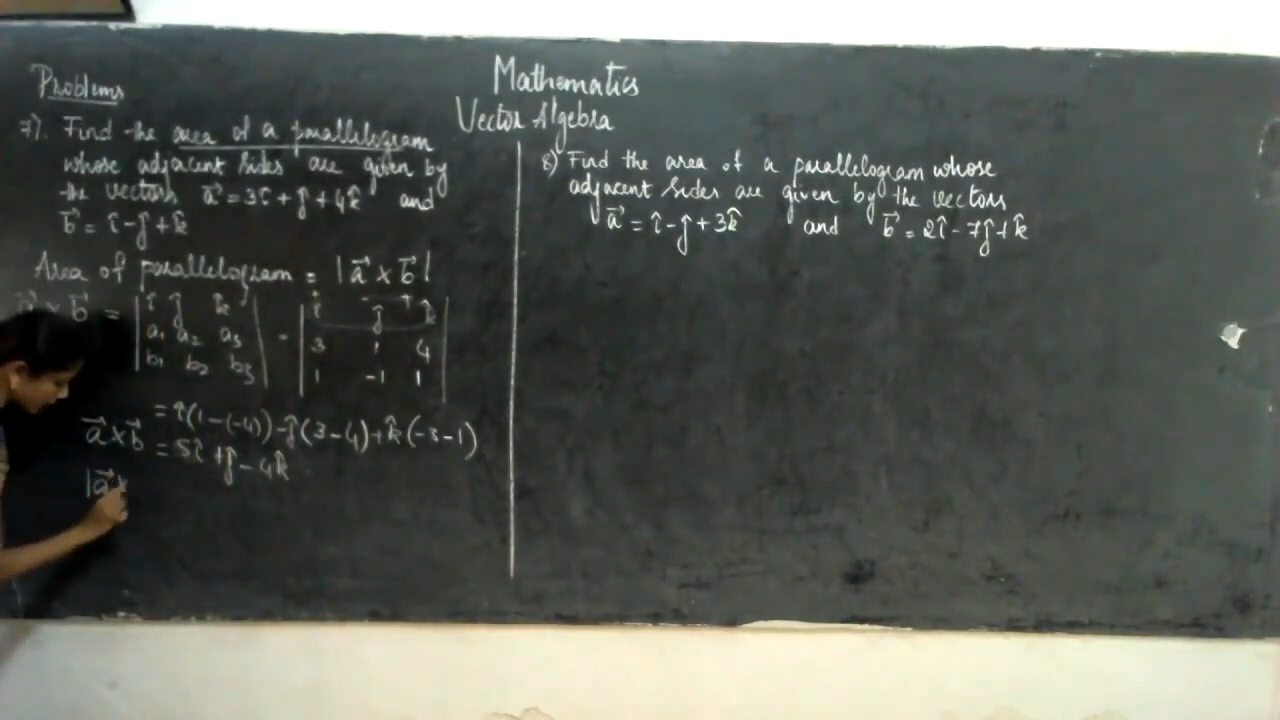 Mathematics
Vector Algebra
Problems
7). Find the area of a parallelogram
whose adjacent sides are given by
the vectors a⃗ = 3î + ĵ + 4k̂ and
b⃗ = î - ĵ + k̂
Area of parallelogram = |a⃗ × b⃗|
a⃗ × b⃗ = | î ĵ k̂ | = | î ĵ k̂ |
| a₁ a₂ a₃ | | 3 1 4 |
| b₁ b₂ b₃ | | 1 -1 1 |
= î(1-(-4)) - ĵ(3-4) + k̂(-3-1)
a⃗ × b⃗ = 5î + ĵ - 4k̂
|a⃗ ×
8) Find the area of a parallelogram whose
adjacent sides are given by the vectors
a⃗ = î - ĵ + 3k̂ and b⃗ = 2î - 7ĵ + k̂